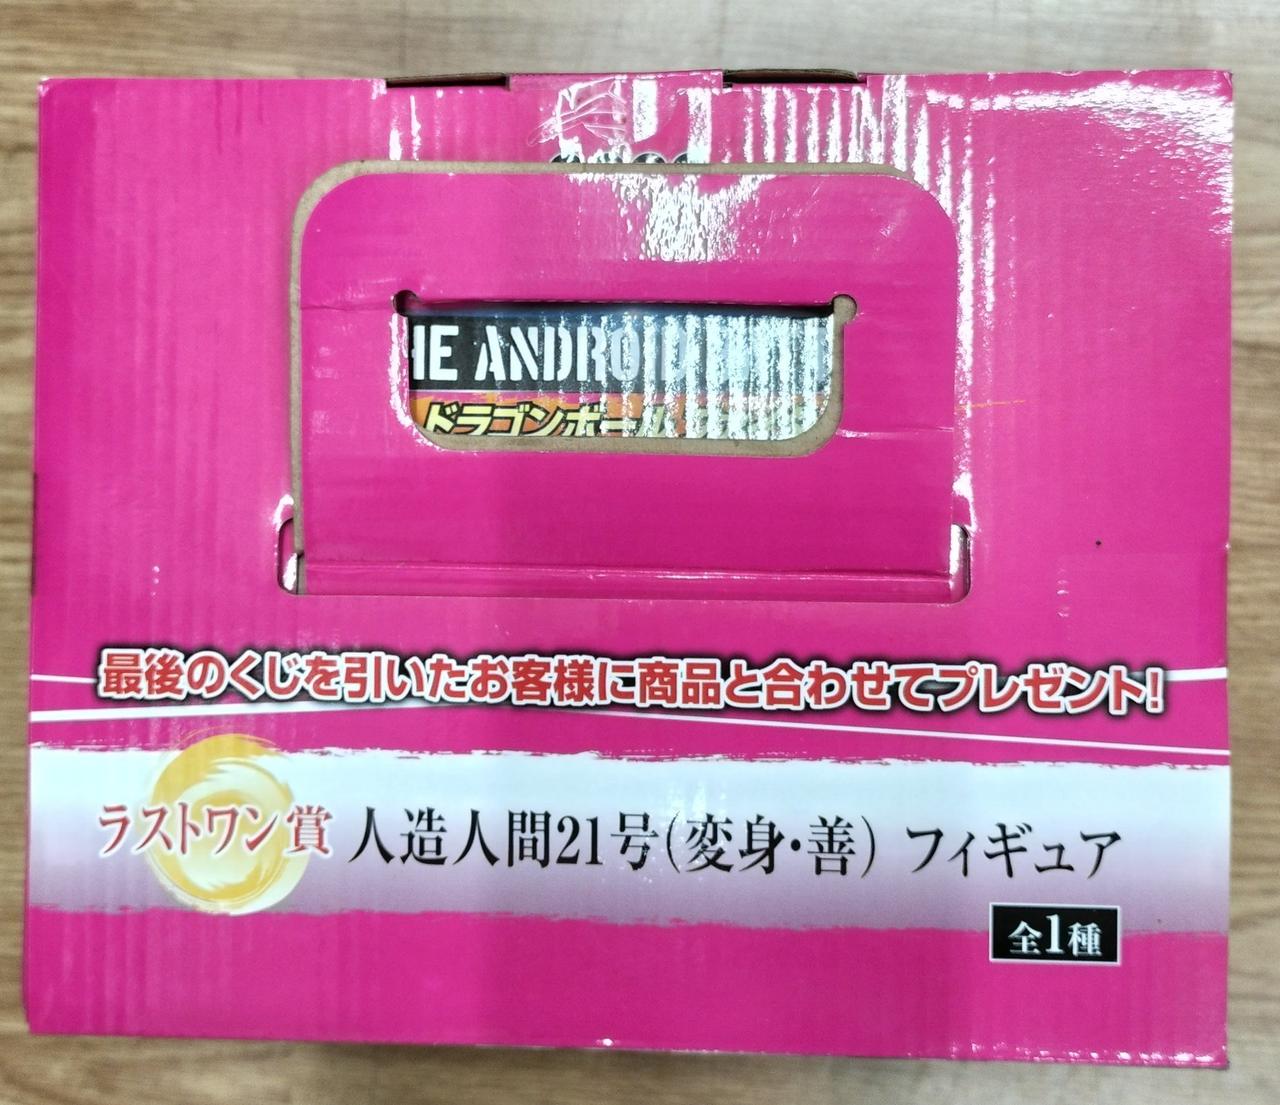 HE ANDROID
ドラゴンボール
最後のくじを引いたお客様に商品と合わせてプレゼント!
ラストワン賞 人造人間21号(変身・善) フィギュア
全1種